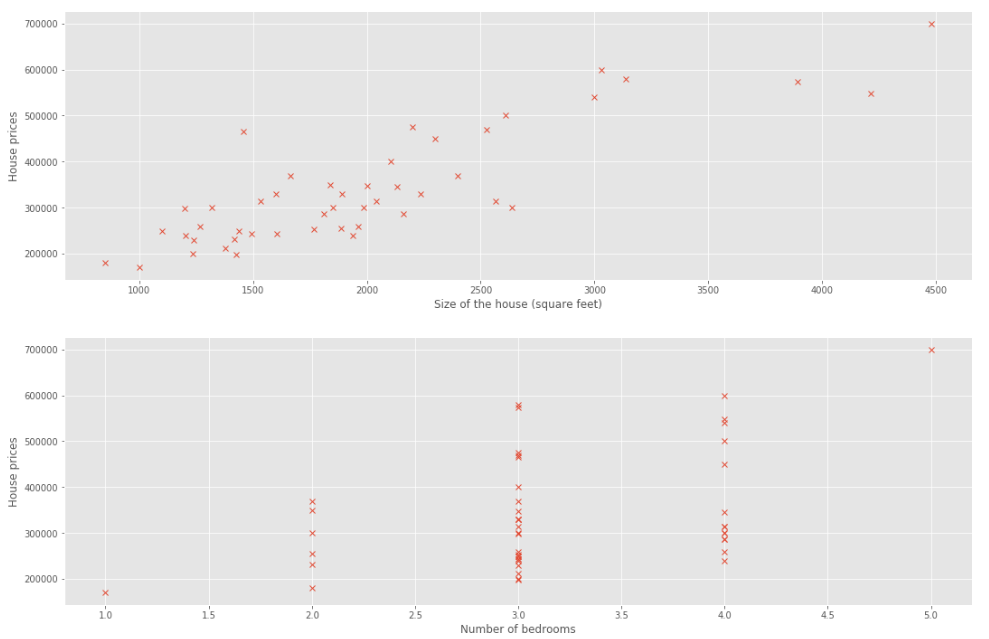 700000
600000
500000
400000
300000
200000
House prices
1000 1500 2000 2500 3000 3500 4000 4500
Size of the house (square feet)
700000
600000
500000
400000
300000
200000
House prices
1.0 1.5 2.0 2.5 3.0 3.5 4.0 4.5 5.0
Number of bedrooms